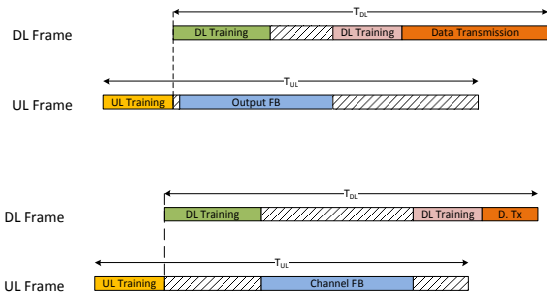 T_DL
DL Frame DL Training DL Training Data Transmission
T_UL
UL Frame UL Training Output FB
T_DL
DL Frame DL Training DL Training D. Tx
T_UL
UL Frame UL Training Channel FB